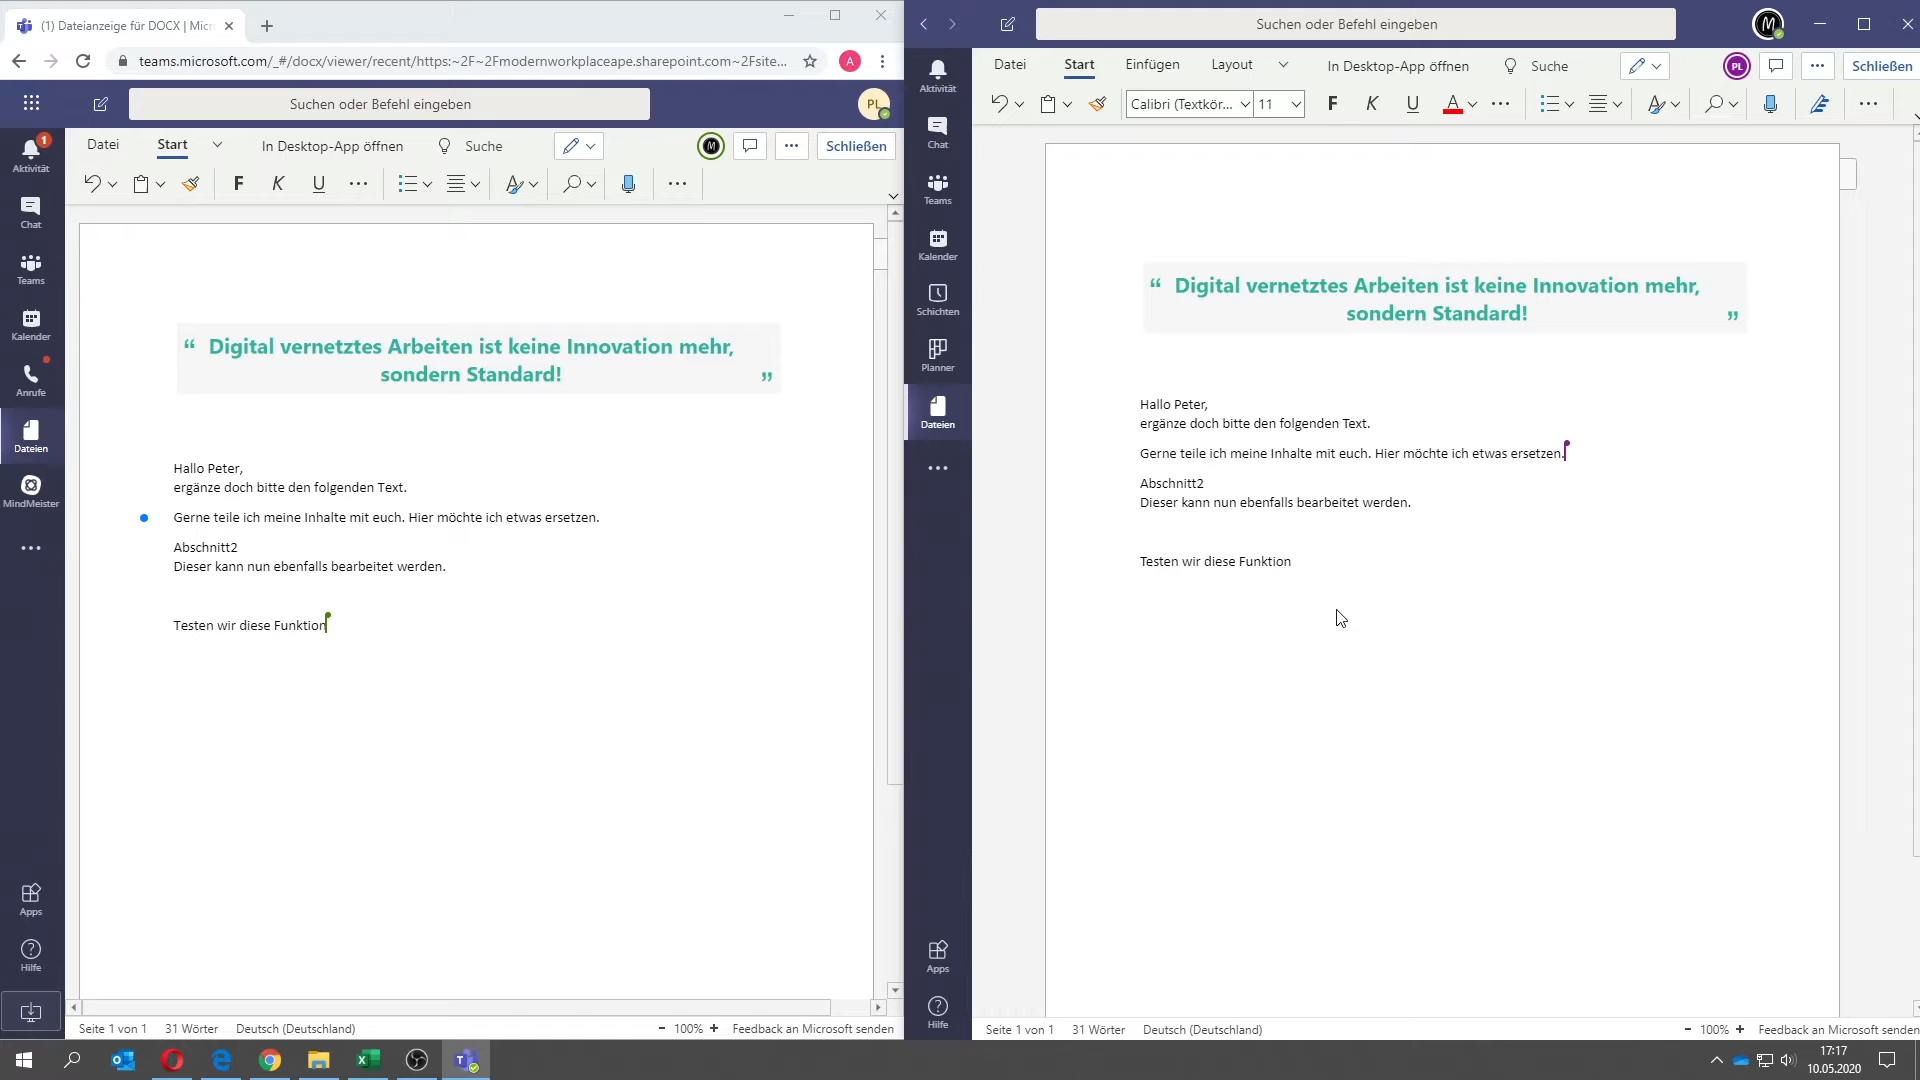 (1) Dateianzeige für DOCX | Micr
teams.microsoft.com/_#/docx/viewer/recent/https:~2F~2Fmodernworkplaceape.sharepoint.com~2Fsite...
A
Suchen oder Befehl eingeben
PL
1
Aktivität
Chat
Teams
Kalender
Anrufe
Dateien
MindMeister
Apps
Hilfe
Datei
Start
In Desktop-App öffnen
Suche
M
Schließen
F
K
U
“ Digital vernetztes Arbeiten ist keine Innovation mehr,
sondern Standard! ”
Hallo Peter,
ergänze doch bitte den folgenden Text.
Gerne teile ich meine Inhalte mit euch. Hier möchte ich etwas ersetzen.
Abschnitt2
Dieser kann nun ebenfalls bearbeitet werden.
Testen wir diese Funktion
Seite 1 von 1
31 Wörter
Deutsch (Deutschland)
- 100% +
Feedback an Microsoft senden
Suchen oder Befehl eingeben
M
Aktivität
Chat
Teams
Kalender
Schichten
Planner
Dateien
Apps
Hilfe
Datei
Start
Einfügen
Layout
In Desktop-App öffnen
Suche
PL
Schließen
Calibri (Textkör...
11
F
K
U
A
“ Digital vernetztes Arbeiten ist keine Innovation mehr,
sondern Standard! ”
Hallo Peter,
ergänze doch bitte den folgenden Text.
Gerne teile ich meine Inhalte mit euch. Hier möchte ich etwas ersetzen.
Abschnitt2
Dieser kann nun ebenfalls bearbeitet werden.
Testen wir diese Funktion
Seite 1 von 1
31 Wörter
Deutsch (Deutschland)
- 100% +
Feedback an Microsoft senden
17:17
10.05.2020